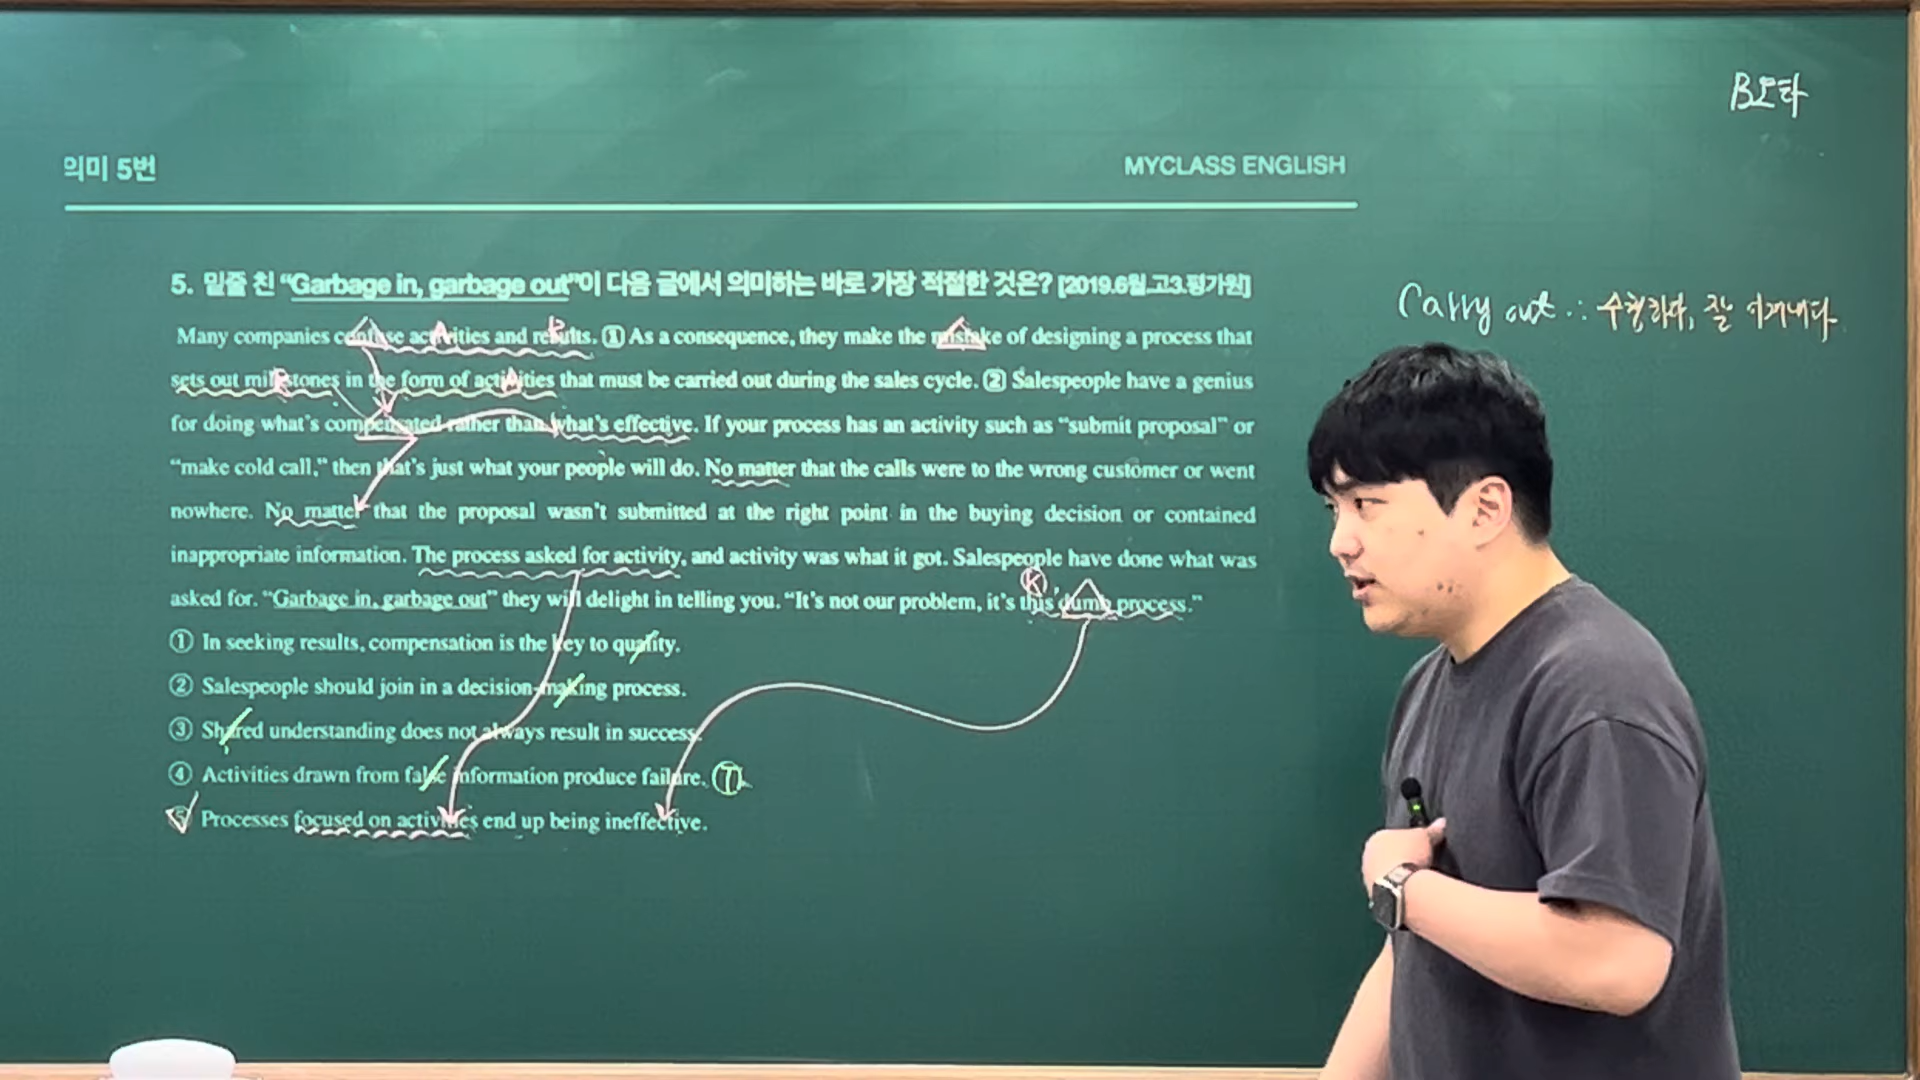 B오타
의미 5번
MYCLASS ENGLISH
5. 밑줄 친 “Garbage in, garbage out”이 다음 글에서 의미하는 바로 가장 적절한 것은? [2019.6월.고3.평가원]
Carry out : 수행하다, 잘 이겨내다
Many companies confuse activities and results. ① As a consequence, they make the mistake of designing a process that
sets out milestones in the form of activities that must be carried out during the sales cycle. ② Salespeople have a genius
for doing what’s compensated rather than what’s effective. If your process has an activity such as “submit proposal” or
“make cold call,” then that’s just what your people will do. No matter that the calls were to the wrong customer or went
nowhere. No matter that the proposal wasn’t submitted at the right point in the buying decision or contained
inappropriate information. The process asked for activity, and activity was what it got. Salespeople have done what was
asked for. “Garbage in, garbage out” they will delight in telling you. “It’s not our problem, it’s this dumb process.”
① In seeking results, compensation is the key to quality.
② Salespeople should join in a decision-making process.
③ Shared understanding does not always result in success.
④ Activities drawn from false information produce failure. T
⑤ Processes focused on activities end up being ineffective.
A
B
B
A
K